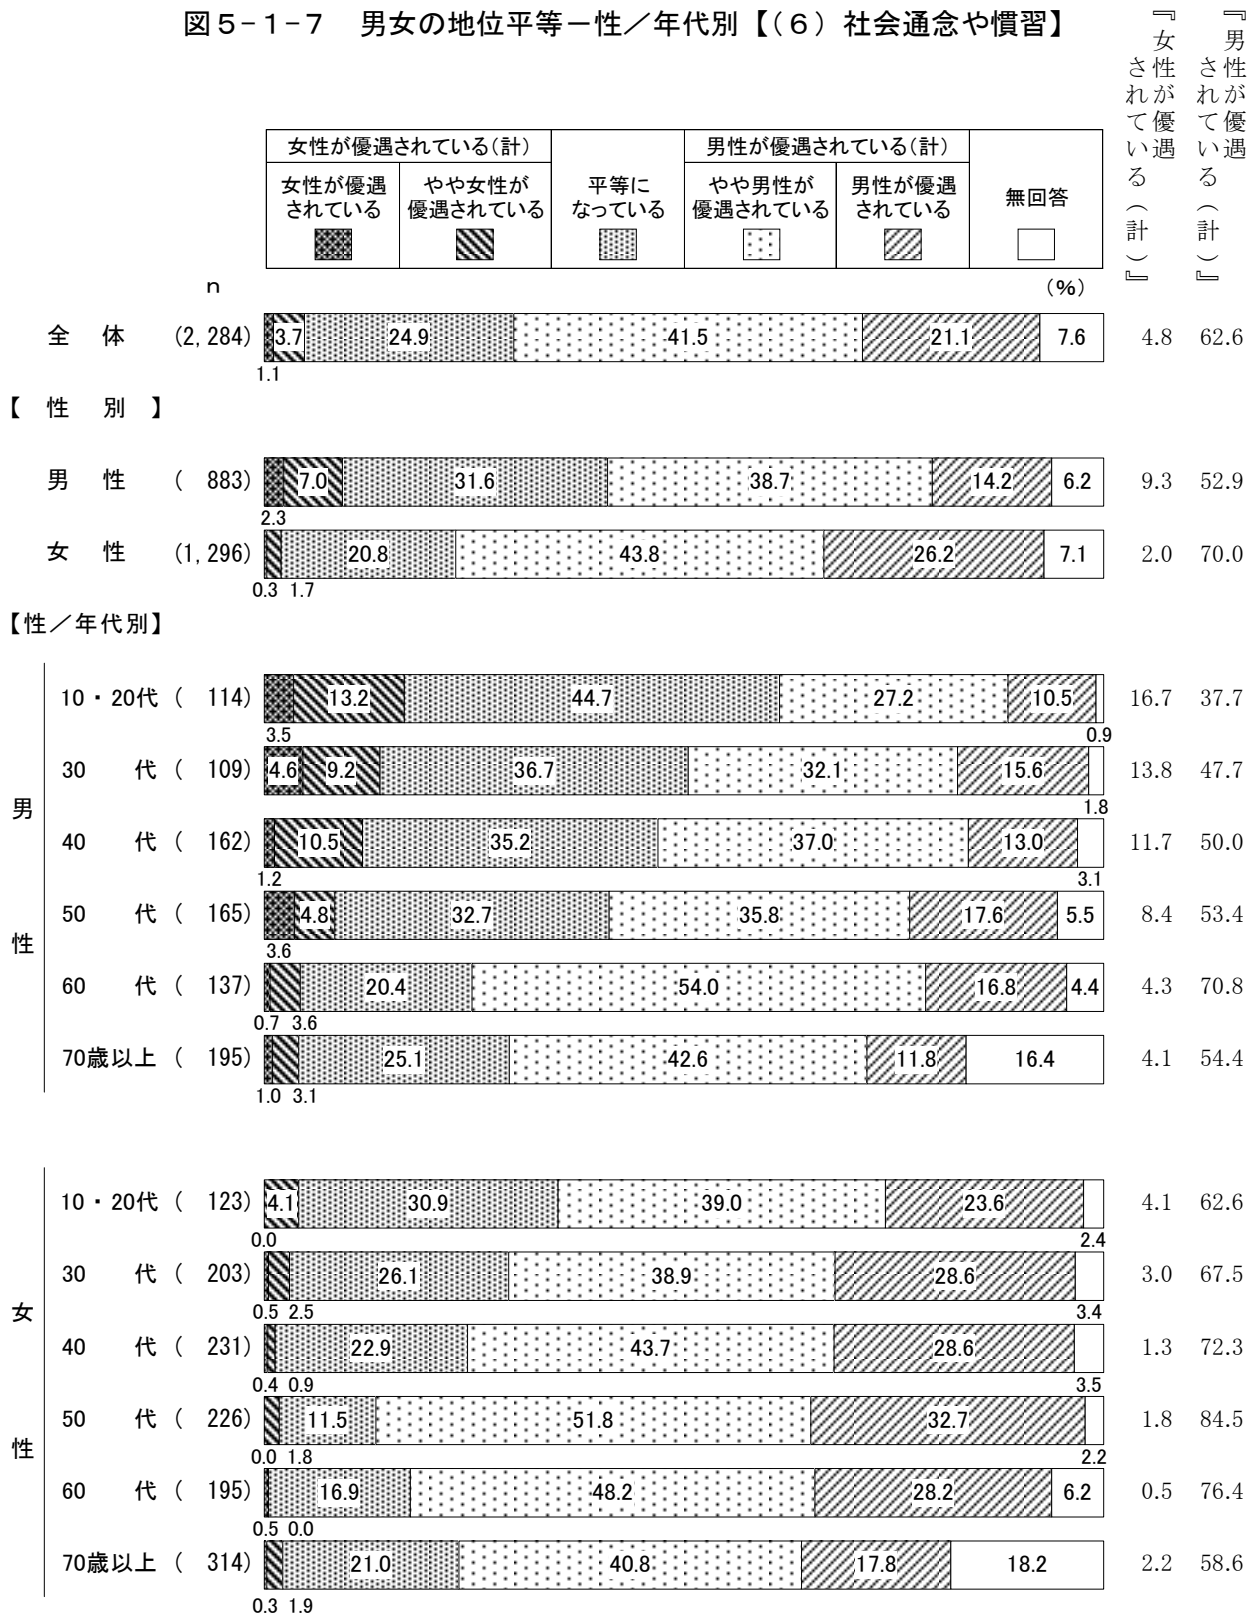 図5-1-7 男女の地位平等－性／年代別【(6) 社会通念や慣習】
『女性が優遇されている(計)』
『男性が優遇されている(計)』
女性が優遇されている(計)
男性が優遇されている(計)
女性が優遇されている
やや女性が優遇されている
平等になっている
やや男性が優遇されている
男性が優遇されている
無回答
n (%)
全体 (2,284) 3.7 24.9 41.5 21.1 7.6 4.8 62.6
1.1
【 性 別 】
男性 ( 883) 7.0 31.6 38.7 14.2 6.2 9.3 52.9
2.3
女性 (1,296) 20.8 43.8 26.2 7.1 2.0 70.0
0.3 1.7
【性／年代別】
男性
10・20代 ( 114) 13.2 44.7 27.2 10.5 16.7 37.7
3.5 0.9
30代 ( 109) 4.6 9.2 36.7 32.1 15.6 13.8 47.7
1.8
40代 ( 162) 10.5 35.2 37.0 13.0 11.7 50.0
1.2 3.1
50代 ( 165) 4.8 32.7 35.8 17.6 5.5 8.4 53.4
3.6
60代 ( 137) 20.4 54.0 16.8 4.4 4.3 70.8
0.7 3.6
70歳以上 ( 195) 25.1 42.6 11.8 16.4 4.1 54.4
1.0 3.1
女性
10・20代 ( 123) 4.1 30.9 39.0 23.6 4.1 62.6
0.0 2.4
30代 ( 203) 26.1 38.9 28.6 3.0 67.5
0.5 2.5 3.4
40代 ( 231) 22.9 43.7 28.6 1.3 72.3
0.4 0.9 3.5
50代 ( 226) 11.5 51.8 32.7 1.8 84.5
0.0 1.8 2.2
60代 ( 195) 16.9 48.2 28.2 6.2 0.5 76.4
0.5 0.0
70歳以上 ( 314) 21.0 40.8 17.8 18.2 2.2 58.6
0.3 1.9